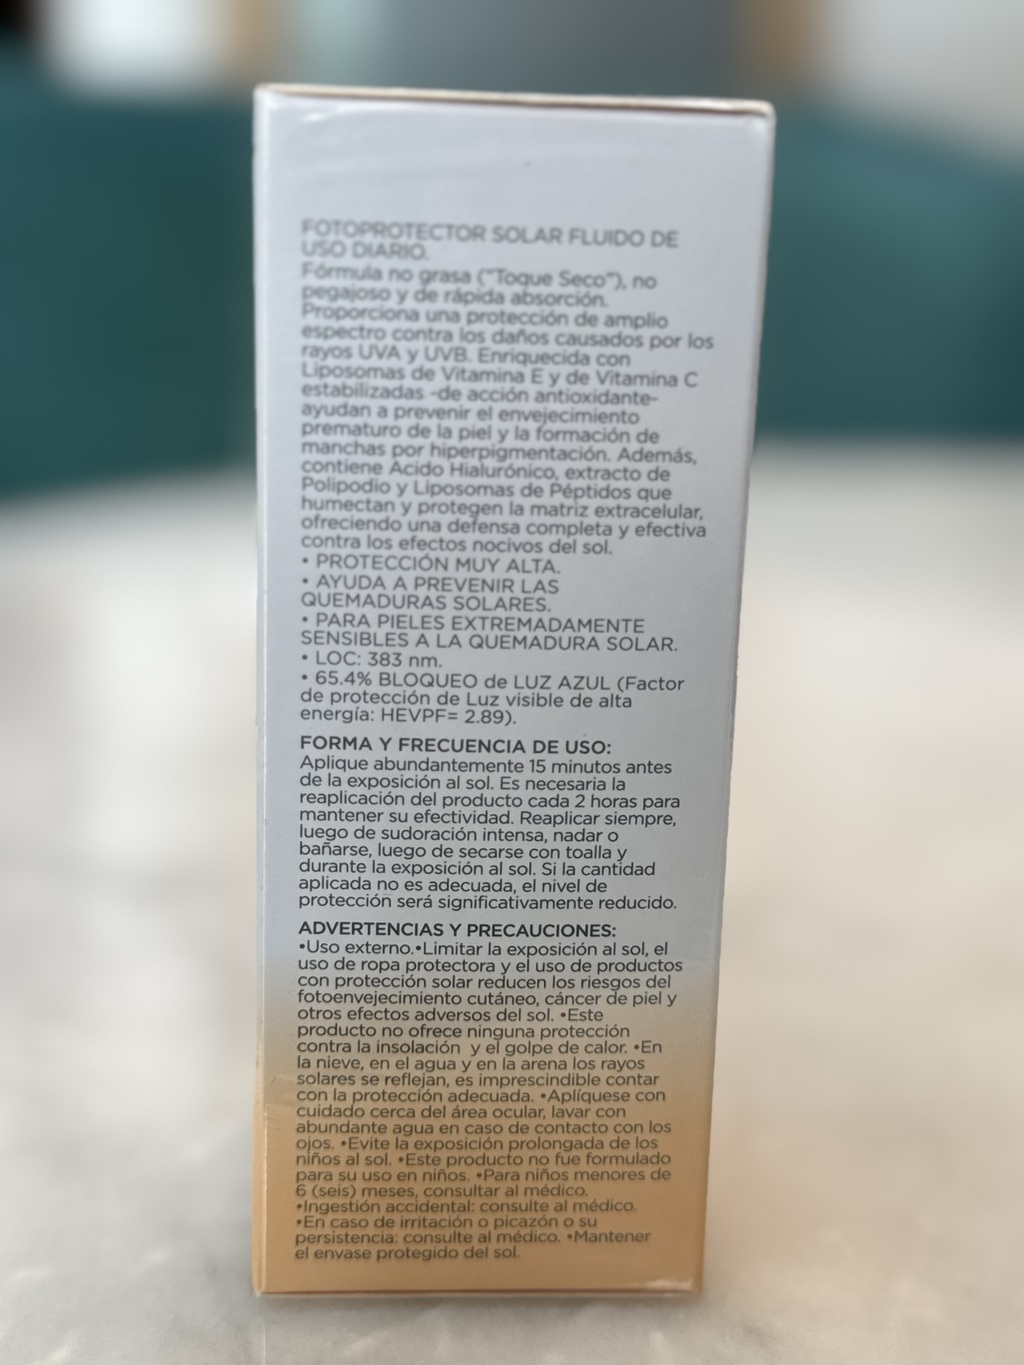 FOTOPROTECTOR SOLAR FLUIDO DE
USO DIARIO.
Fórmula no grasa ("Toque Seco"), no
pegajoso y de rápida absorción.
Proporciona una protección de amplio
espectro contra los daños causados por los
rayos UVA y UVB. Enriquecida con
Liposomas de Vitamina E y de Vitamina C
estabilizadas -de acción antioxidante-
ayudan a prevenir el envejecimiento
prematuro de la piel y la formación de
manchas por hiperpigmentación. Además,
contiene Acido Hialurónico, extracto de
Polipodio y Liposomas de Péptidos que
humectan y protegen la matriz extracelular,
ofreciendo una defensa completa y efectiva
contra los efectos nocivos del sol.
• PROTECCIÓN MUY ALTA.
• AYUDA A PREVENIR LAS
QUEMADURAS SOLARES.
• PARA PIELES EXTREMADAMENTE
SENSIBLES A LA QUEMADURA SOLAR.
• LOC: 383 nm.
• 65.4% BLOQUEO de LUZ AZUL (Factor
de protección de Luz visible de alta
energía: HEVPF= 2.89).
FORMA Y FRECUENCIA DE USO:
Aplique abundantemente 15 minutos antes
de la exposición al sol. Es necesaria la
reaplicación del producto cada 2 horas para
mantener su efectividad. Reaplicar siempre,
luego de sudoración intensa, nadar o
bañarse, luego de secarse con toalla y
durante la exposición al sol. Si la cantidad
aplicada no es adecuada, el nivel de
protección será significativamente reducido.
ADVERTENCIAS Y PRECAUCIONES:
•Uso externo.•Limitar la exposición al sol, el
uso de ropa protectora y el uso de productos
con protección solar reducen los riesgos del
fotoenvejecimiento cutáneo, cáncer de piel y
otros efectos adversos del sol. •Este
producto no ofrece ninguna protección
contra la insolación y el golpe de calor. •En
la nieve, en el agua y en la arena los rayos
solares se reflejan, es imprescindible contar
con la protección adecuada. •Aplíquese con
cuidado cerca del área ocular, lavar con
abundante agua en caso de contacto con los
ojos. •Evite la exposición prolongada de los
niños al sol. •Este producto no fue formulado
para su uso en niños. •Para niños menores de
6 (seis) meses, consultar al médico.
•Ingestión accidental: consulte al médico.
•En caso de irritación o picazón o su
persistencia: consulte al médico. •Mantener
el envase protegido del sol.